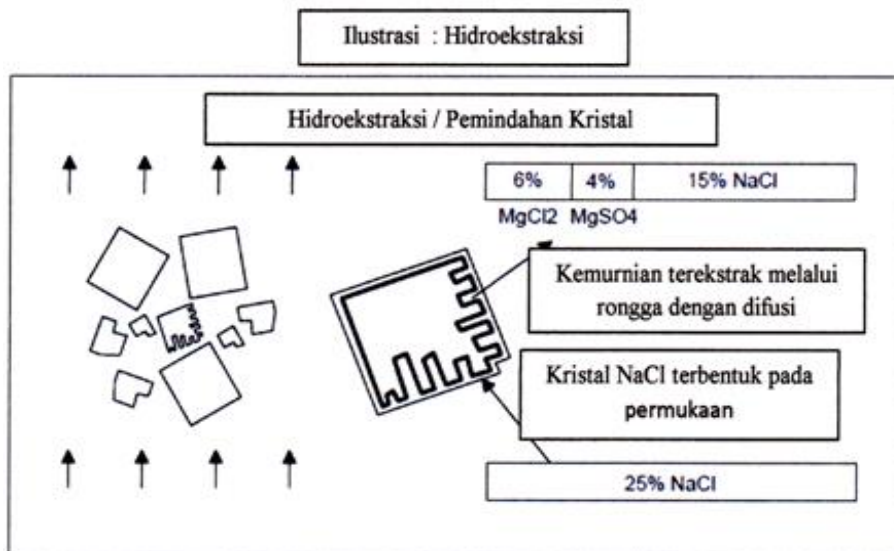 Ilustrasi : Hidroekstraksi
Hidroekstraksi / Pemindahan Kristal
6% 4% 15% NaCl
MgCl2 MgSO4
Kemurnian terekstrak melalui
rongga dengan difusi
Kristal NaCl terbentuk pada
permukaan
25% NaCl